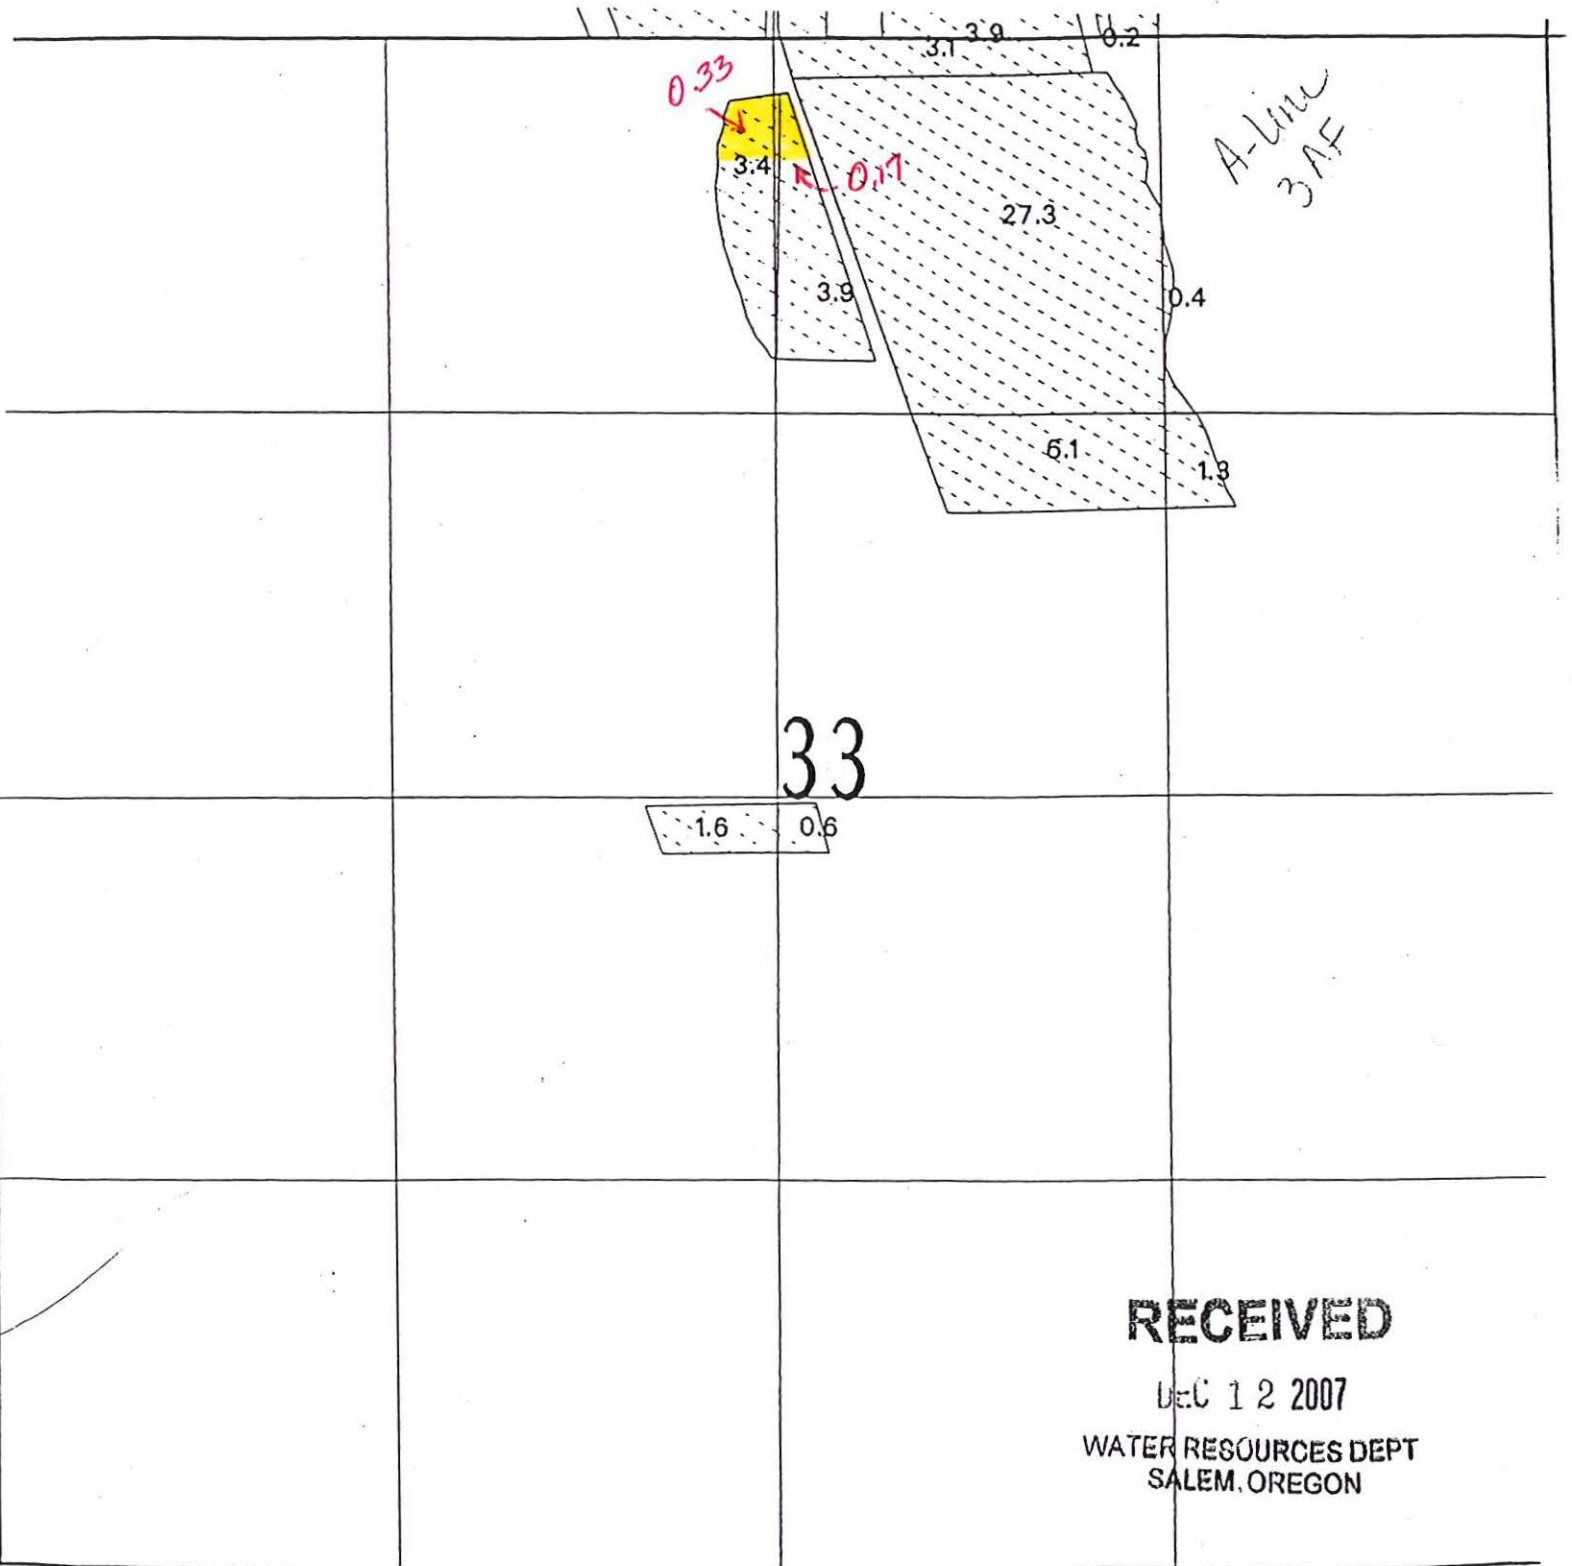 3.9
3.1
0.2
0.33
A-Line
3 AF
3.4
0.17
27.3
3.9
0.4
6.1
1.3
33
1.6
0.6
RECEIVED
DEC 12 2007
WATER RESOURCES DEPT
SALEM, OREGON